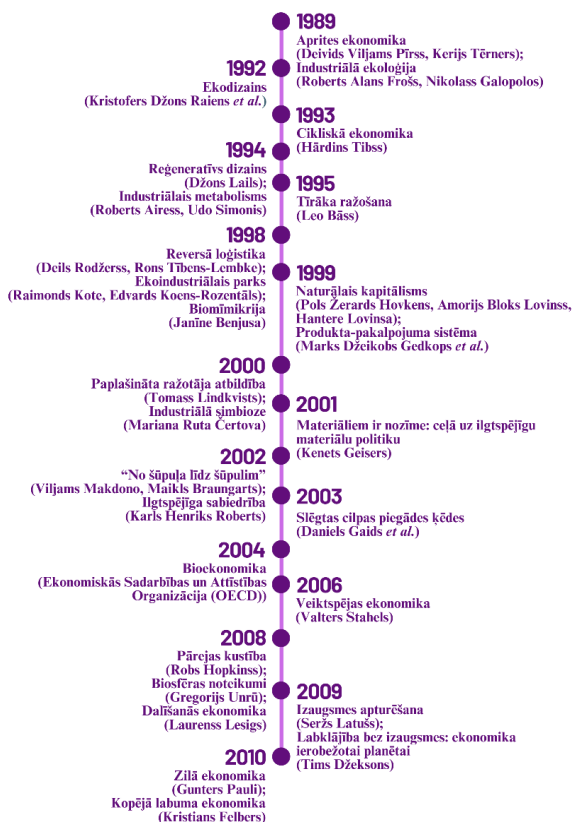 1989
Aprites ekonomika
(Deivids Viljams Pīrss, Kerijs Tērners);
Industriālā ekoloģija
(Roberts Alans Frošs, Nikolass Galopolos)
1992
Ekodizains
(Kristofers Džons Raiens et al.)
1993
Cikliskā ekonomika
(Hārdins Tibss)
1994
Reģeneratīvs dizains
(Džons Lails);
Industriālais metabolisms
(Roberts Airess, Udo Simonis)
1995
Tīrāka ražošana
(Leo Bāss)
1998
Reversā loģistika
(Deils Rodžerss, Rons Tībens-Lembke);
Ekoindustriālais parks
(Raimonds Kote, Edvards Koens-Rozentāls);
Biomīmikrija
(Janīne Benjusa)
1999
Naturālais kapitālisms
(Pols Žerards Hovkens, Amorijs Bloks Lovinss,
Hantere Lovinsa);
Produkta-pakalpojuma sistēma
(Marks Džeikobs Gedkops et al.)
2000
Paplašināta ražotāja atbildība
(Tomass Lindkvists);
Industriālā simbioze
(Mariana Ruta Čertova)
2001
Materiāliem ir nozīme: ceļā uz ilgtspējīgu
materiālu politiku
(Kenets Geisers)
2002
“No šūpuļa līdz šūpulim”
(Viljams Makdono, Maikls Braungarts);
Ilgtspējīga sabiedrība
(Karls Henriks Roberts)
2003
Slēgtas cilpas piegādes ķēdes
(Daniels Gaids et al.)
2004
Bioekonomika
(Ekonomiskās Sadarbības un Attīstības
Organizācija (OECD))
2006
Veiktspējas ekonomika
(Valters Stahels)
2008
Pārejas kustība
(Robs Hopkinss);
Biosfēras noteikumi
(Gregorijs Unrū);
Dalīšanās ekonomika
(Laurenss Lesigs)
2009
Izaugsmes apturēšana
(Seržs Latušs);
Labklājība bez izaugsmes: ekonomika
ierobežotai planētai
(Tims Džeksons)
2010
Zilā ekonomika
(Gunters Pauli);
Kopējā labuma ekonomika
(Kristians Felbers)